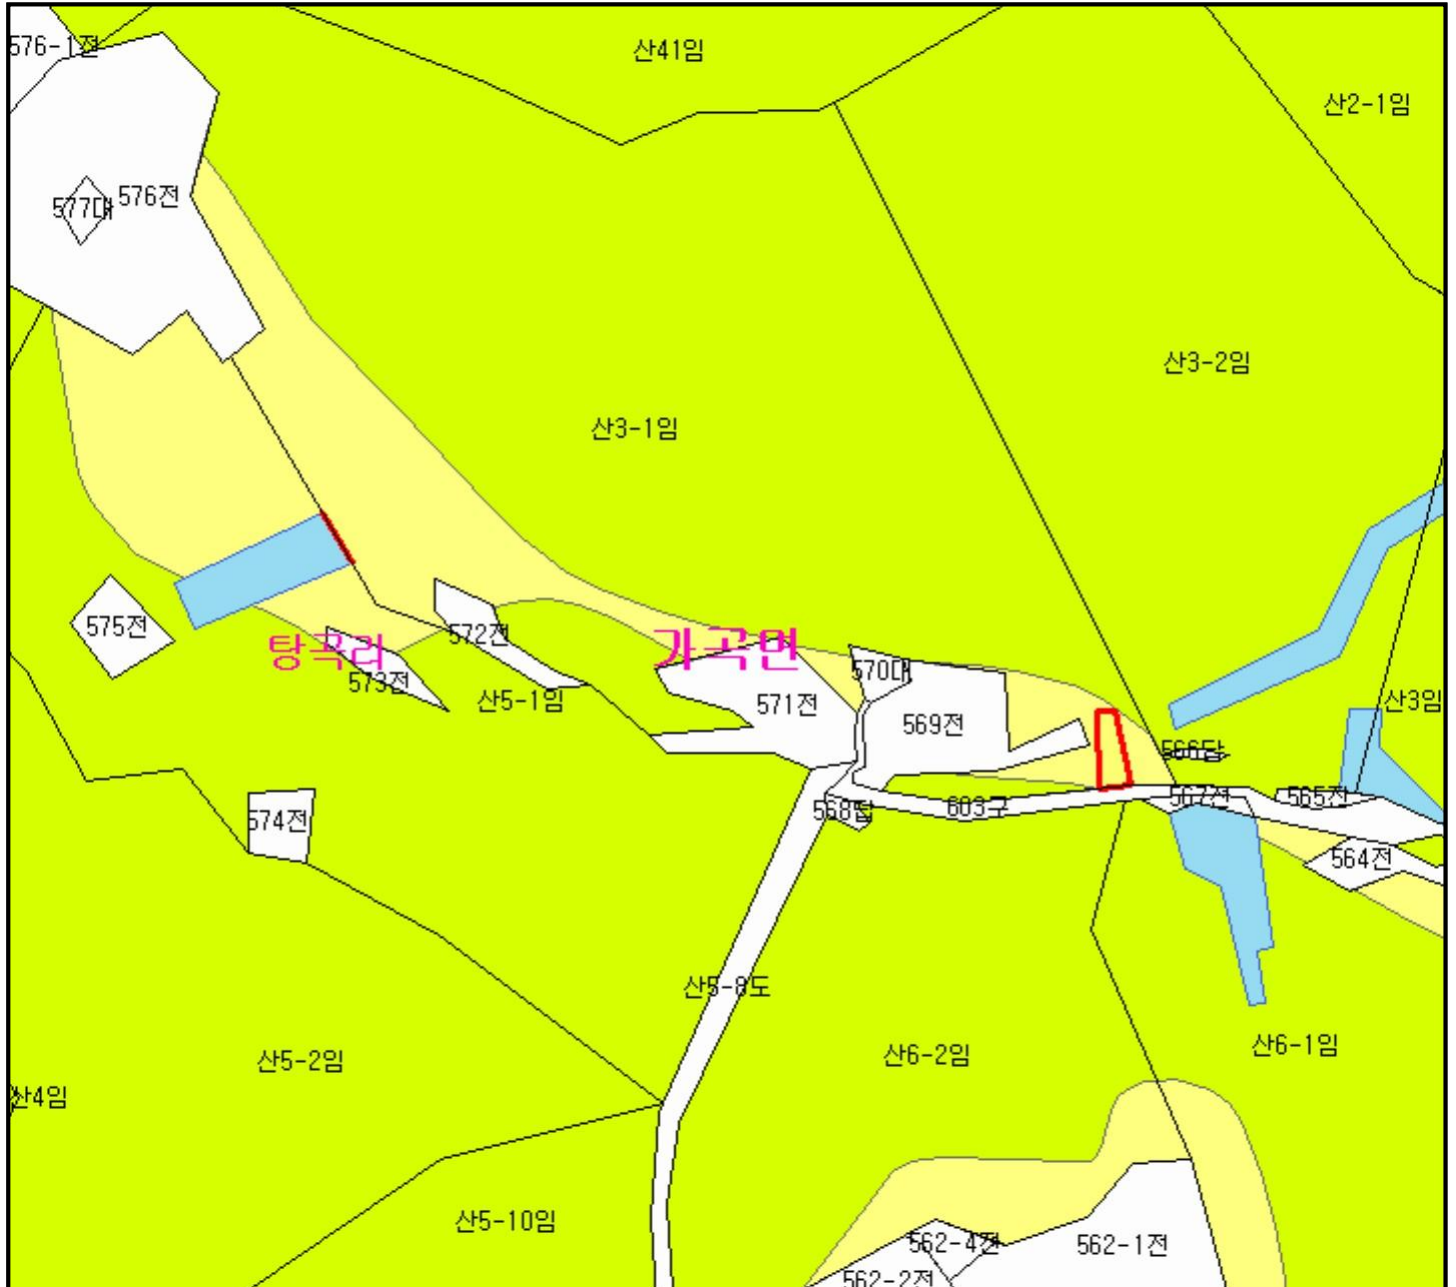 576-1전
산41임
산2-1임
577대
576전
산3-2임
산3-1임
575전
탕곡리
572전
573전
산5-1임
가곡면
570대
571전
569전
산3임
566답
567전
565전
574전
568답
603구
564전
산5-8도
산5-2임
산6-2임
산6-1임
산4임
산5-10임
562-4전
562-1전
562-2전